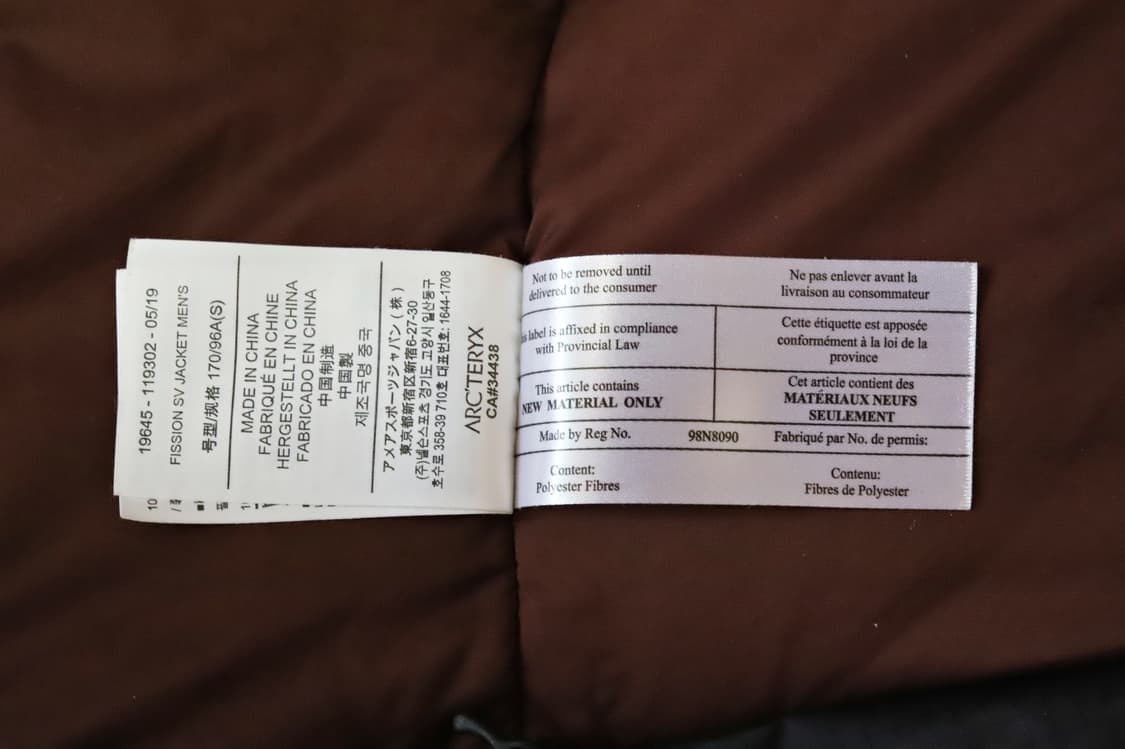 19645 - 119302 - 05/19
FISSION SV JACKET MEN'S
号型/规格 170/96A(S)
MADE IN CHINA
FABRIQUÉ EN CHINE
HERGESTELLT IN CHINA
FABRICADO EN CHINA
中国制造
中国製
제조국명 중국
アメアスポーツジャパン(株)
東京都新宿区新宿6-27-30
(주)넬슨스포츠 경기도 고양시 일산동구
호수로 358-39 710호 대표번호: 1644-1708
ARC'TERYX
CA#34438
10
Not to be removed until
delivered to the consumer
Ne pas enlever avant la
livraison au consommateur
label is affixed in compliance
with Provincial Law
Cette étiquette est apposée
conformément à la loi de la
province
This article contains
NEW MATERIAL ONLY
Cet article contient des
MATÉRIAUX NEUFS
SEULEMENT
Made by Reg No. 98N8090 Fabriqué par No. de permis:
Content:
Polyester Fibres
Contenu:
Fibres de Polyester